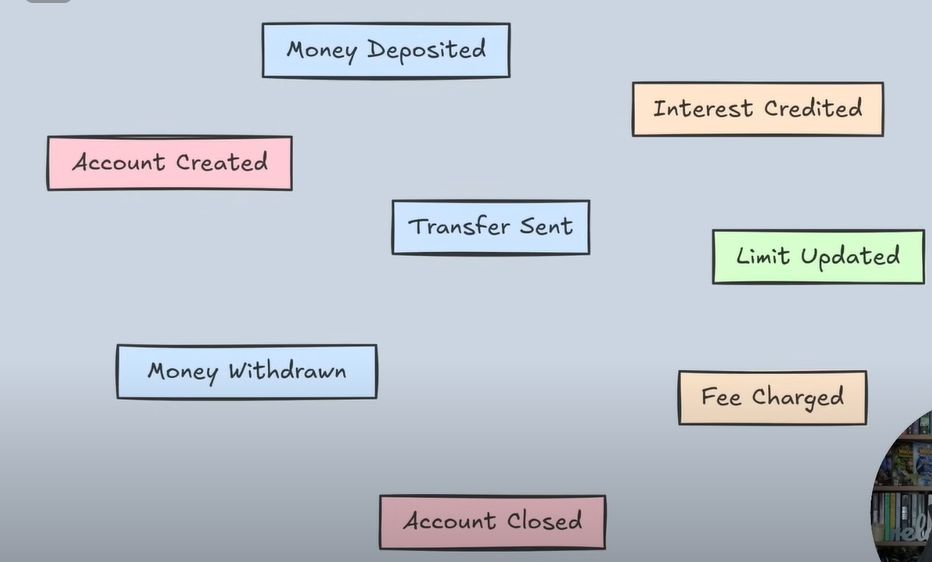 Money Deposited
Interest Credited
Account Created
Transfer Sent
Limit Updated
Money Withdrawn
Fee Charged
Account Closed